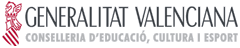 GENERALITAT VALENCIANA
CONSELLERIA D'EDUCACIÓ, CULTURA I ESPORT